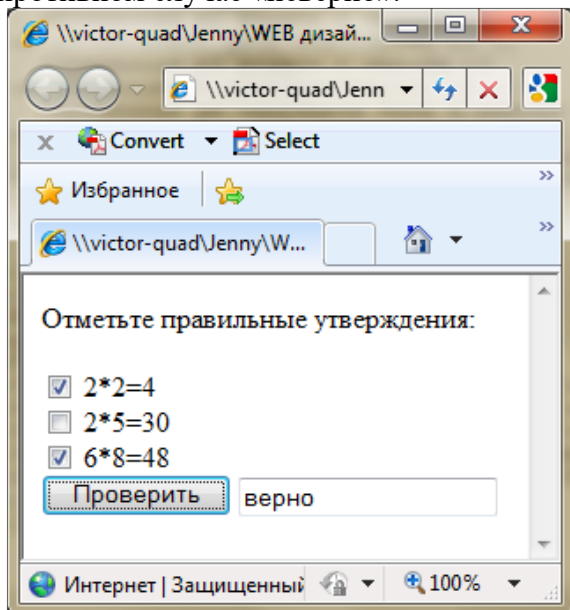 \\victor-quad\Jenny\WEB дизай...
\\victor-quad\Jenn
x Convert Select
Избранное
\\victor-quad\Jenny\W...
Отметьте правильные утверждения:
2*2=4
2*5=30
6*8=48
Проверить верно
Интернет | Защищенный 100%